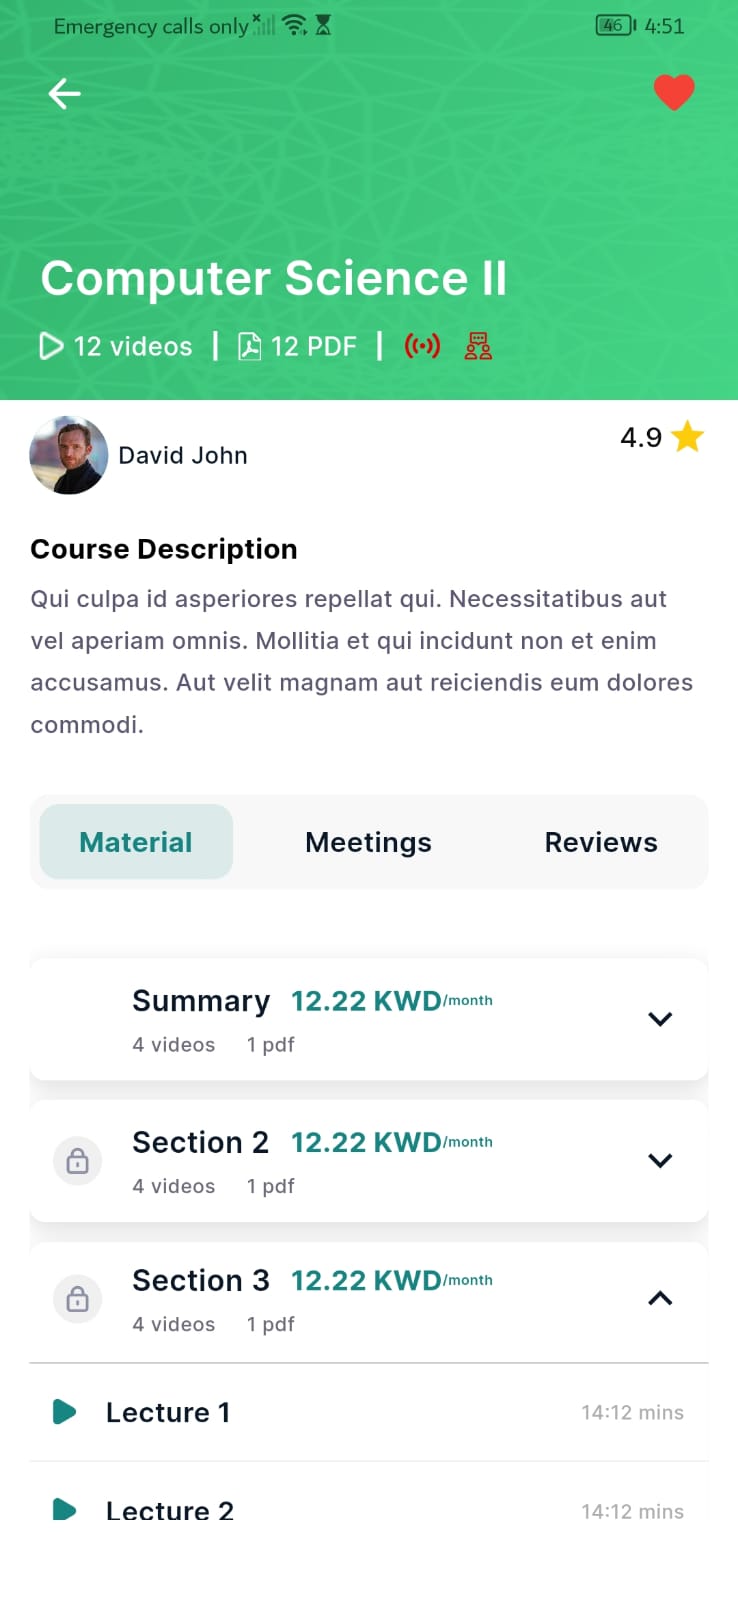 Emergency calls only 46 4:51
Computer Science II
12 videos | 12 PDF |
David John 4.9
Course Description
Qui culpa id asperiores repellat qui. Necessitatibus aut
vel aperiam omnis. Mollitia et qui incidunt non et enim
accusamus. Aut velit magnam aut reiciendis eum dolores
commodi.
Material Meetings Reviews
Summary 12.22 KWD/month
4 videos 1 pdf
Section 2 12.22 KWD/month
4 videos 1 pdf
Section 3 12.22 KWD/month
4 videos 1 pdf
Lecture 1 14:12 mins
Lecture 2 14:12 mins